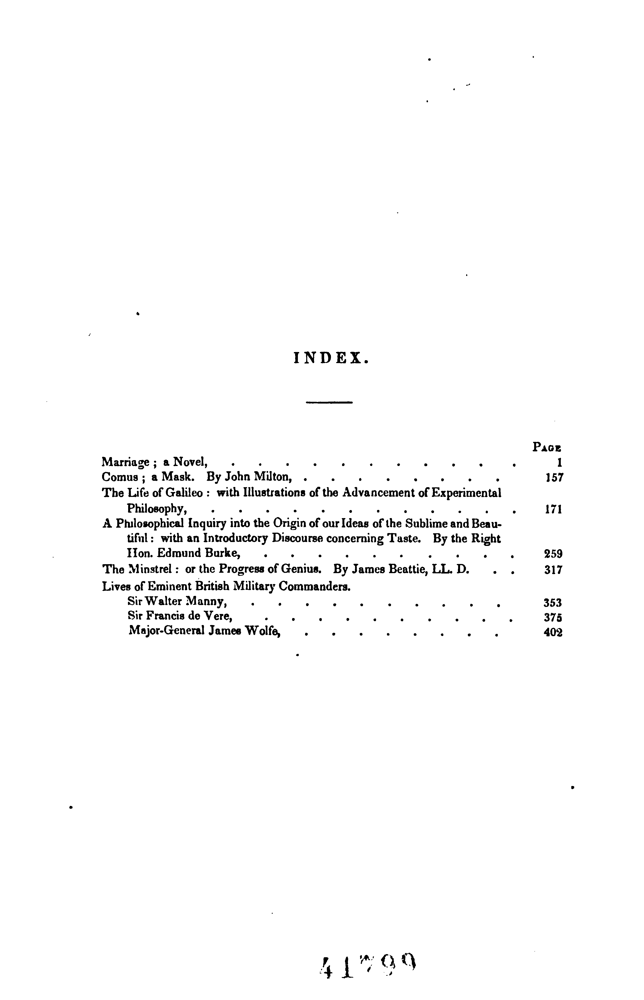 INDEX.
PAGE
Marriage ; a Novel, . . . . . . . . . . . 1
Comus ; a Mask. By John Milton, . . . . . . . . 157
The Life of Galileo : with Illustrations of the Advancement of Experimental
Philosophy, . . . . . . . . . . . . 171
A Philosophical Inquiry into the Origin of our Ideas of the Sublime and Beau-
tiful : with an Introductory Discourse concerning Taste. By the Right
Hon. Edmund Burke, . . . . . . . . . . 259
The Minstrel : or the Progress of Genius. By James Beattie, LL. D. . . 317
Lives of Eminent British Military Commanders.
Sir Walter Manny, . . . . . . . . . . 353
Sir Francis de Vere, . . . . . . . . . . 375
Major-General James Wolfe, . . . . . . . . 402
41799